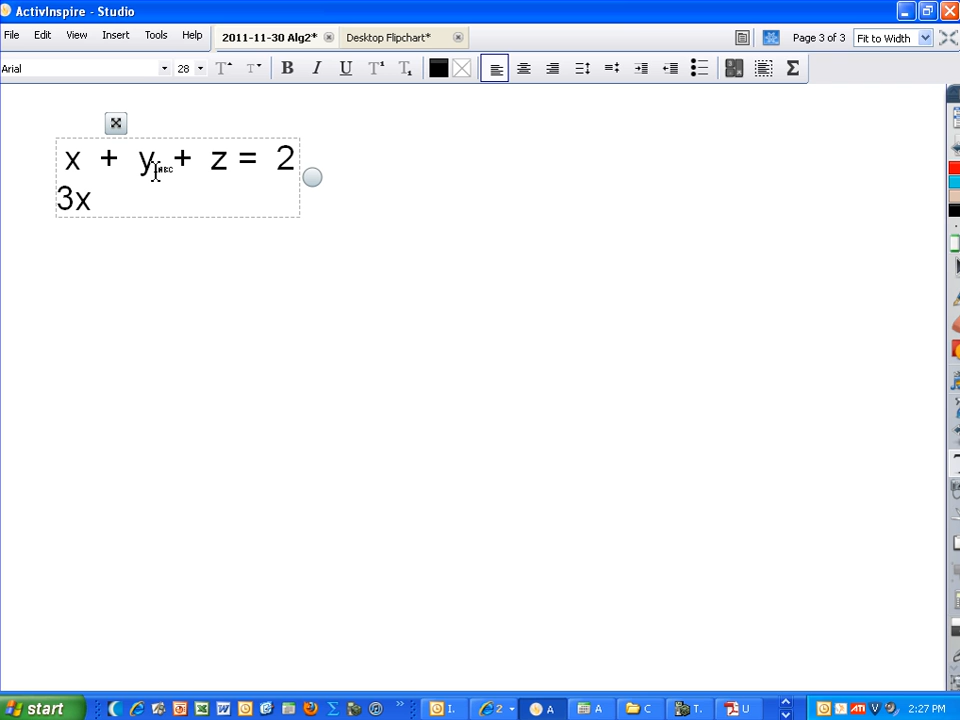 ActivInspire - Studio
File Edit View Insert Tools Help
2011-11-30 Alg2*
Desktop Flipchart*
Page 3 of 3
Fit to Width
Arial
28
x + y + z = 2
3x
start
2
I.
A
A
C
T.
U
2:27 PM